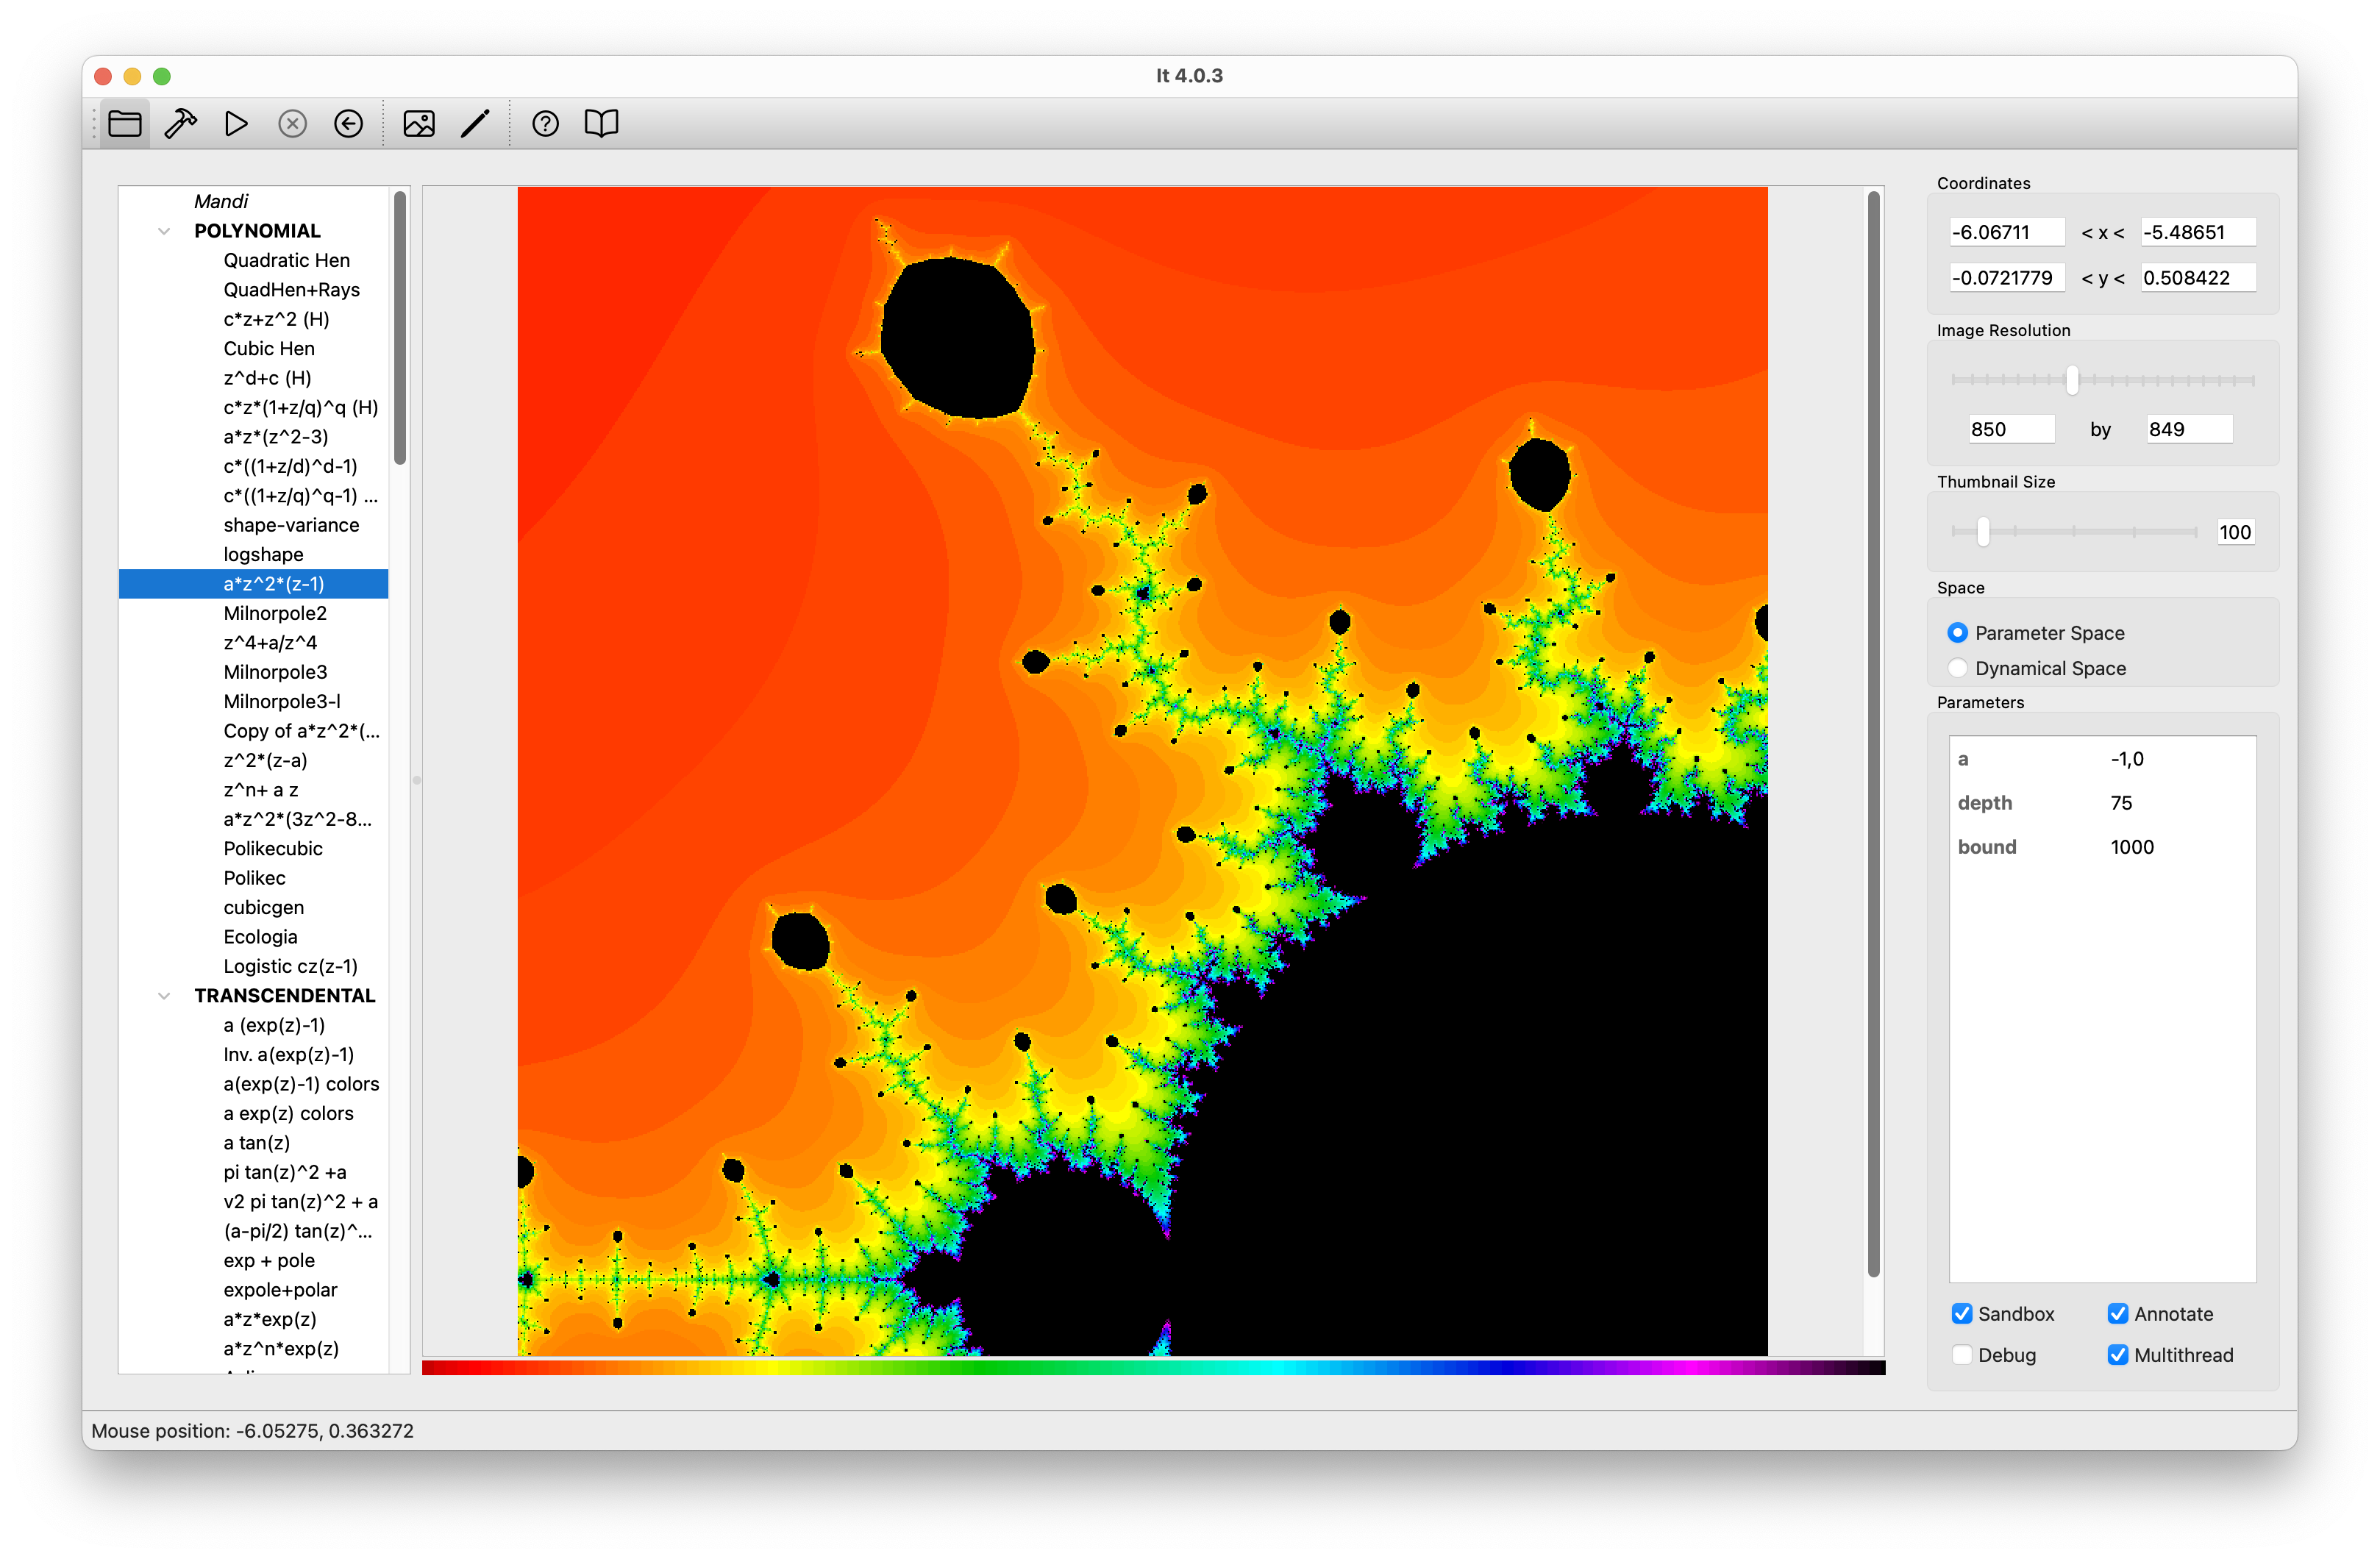 It 4.0.3
Mandi
POLYNOMIAL
Quadratic Hen
QuadHen+Rays
c*z+z^2 (H)
Cubic Hen
z^d+c (H)
c*z*(1+z/q)^q (H)
a*z*(z^2-3)
c*((1+z/d)^d-1)
c*((1+z/q)^q-1) ...
shape-variance
logshape
a*z^2*(z-1)
Milnorpole2
z^4+a/z^4
Milnorpole3
Milnorpole3-I
Copy of a*z^2*(...
z^2*(z-a)
z^n+ a z
a*z^2*(3z^2-8...
Polikecubic
Polikec
cubicgen
Ecologia
Logistic cz(z-1)
TRANSCENDENTAL
a (exp(z)-1)
Inv. a(exp(z)-1)
a(exp(z)-1) colors
a exp(z) colors
a tan(z)
pi tan(z)^2 +a
v2 pi tan(z)^2 + a
(a-pi/2) tan(z)^...
exp + pole
expole+polar
a*z*exp(z)
a*z^n*exp(z)
Coordinates
-6.06711 < x < -5.48651
-0.0721779 < y < 0.508422
Image Resolution
850 by 849
Thumbnail Size
100
Space
Parameter Space
Dynamical Space
Parameters
a -1,0
depth 75
bound 1000
Sandbox Annotate
Debug Multithread
Mouse position: -6.05275, 0.363272